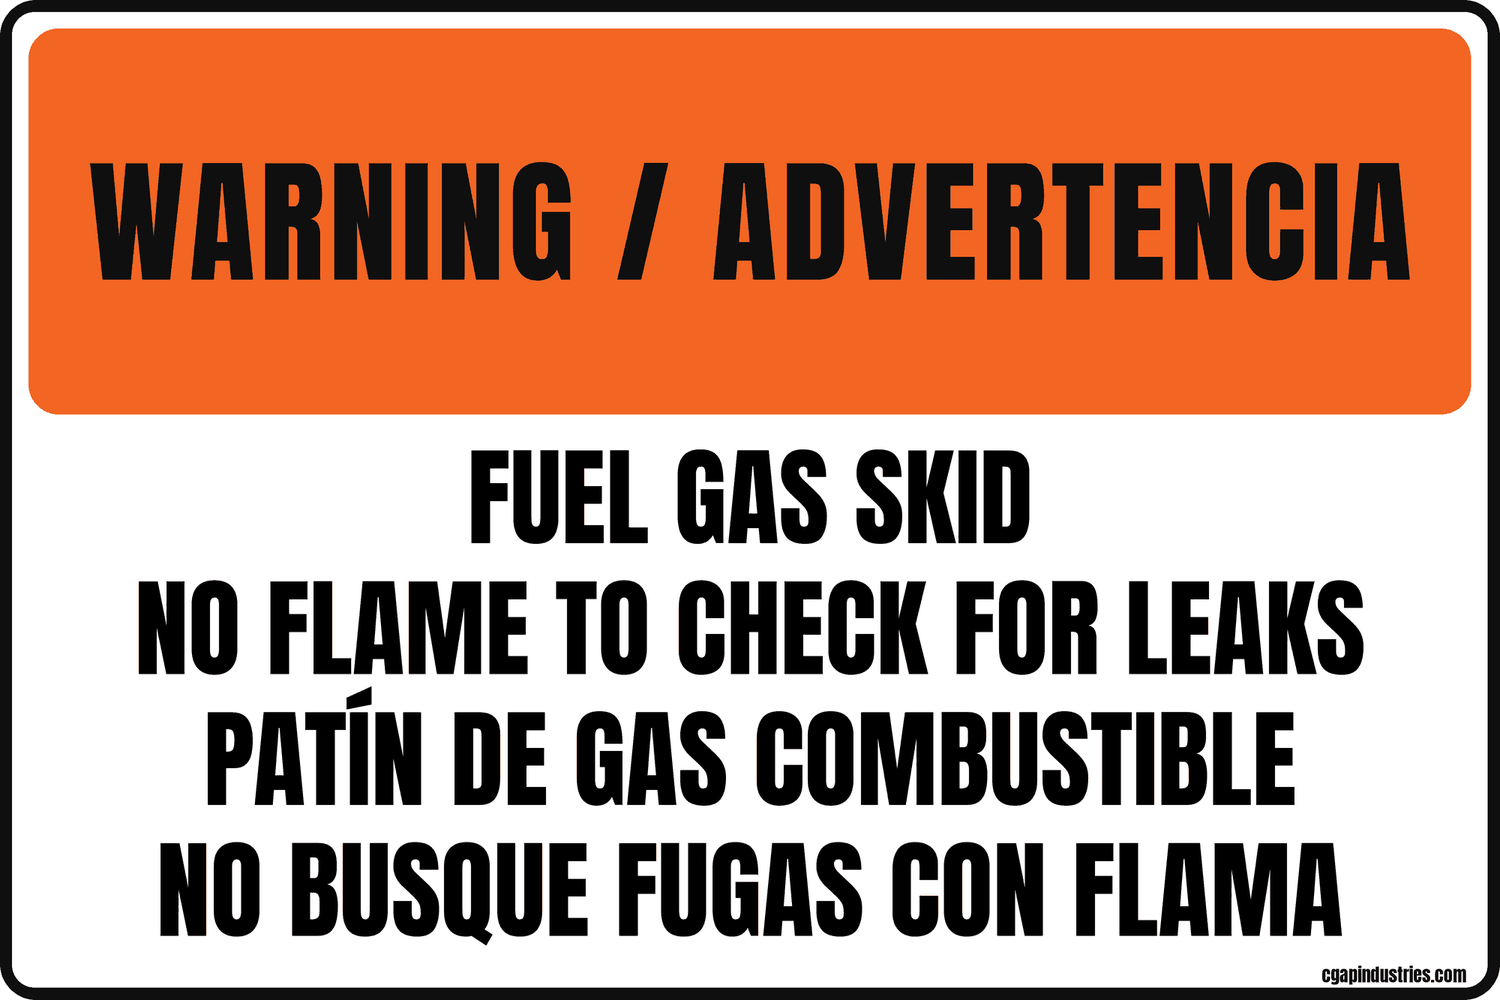 WARNING / ADVERTENCIA
FUEL GAS SKID
NO FLAME TO CHECK FOR LEAKS
PATÍN DE GAS COMBUSTIBLE
NO BUSQUE FUGAS CON FLAMA
cgapindustries.com